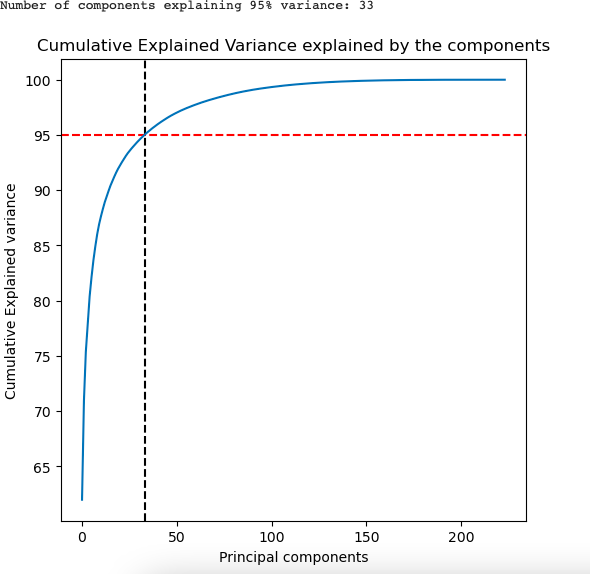 Number of components explaining 95% variance: 33
Cumulative Explained Variance explained by the components
100
95
90
85
80
75
70
65
Cumulative Explained variance
0 50 100 150 200
Principal components